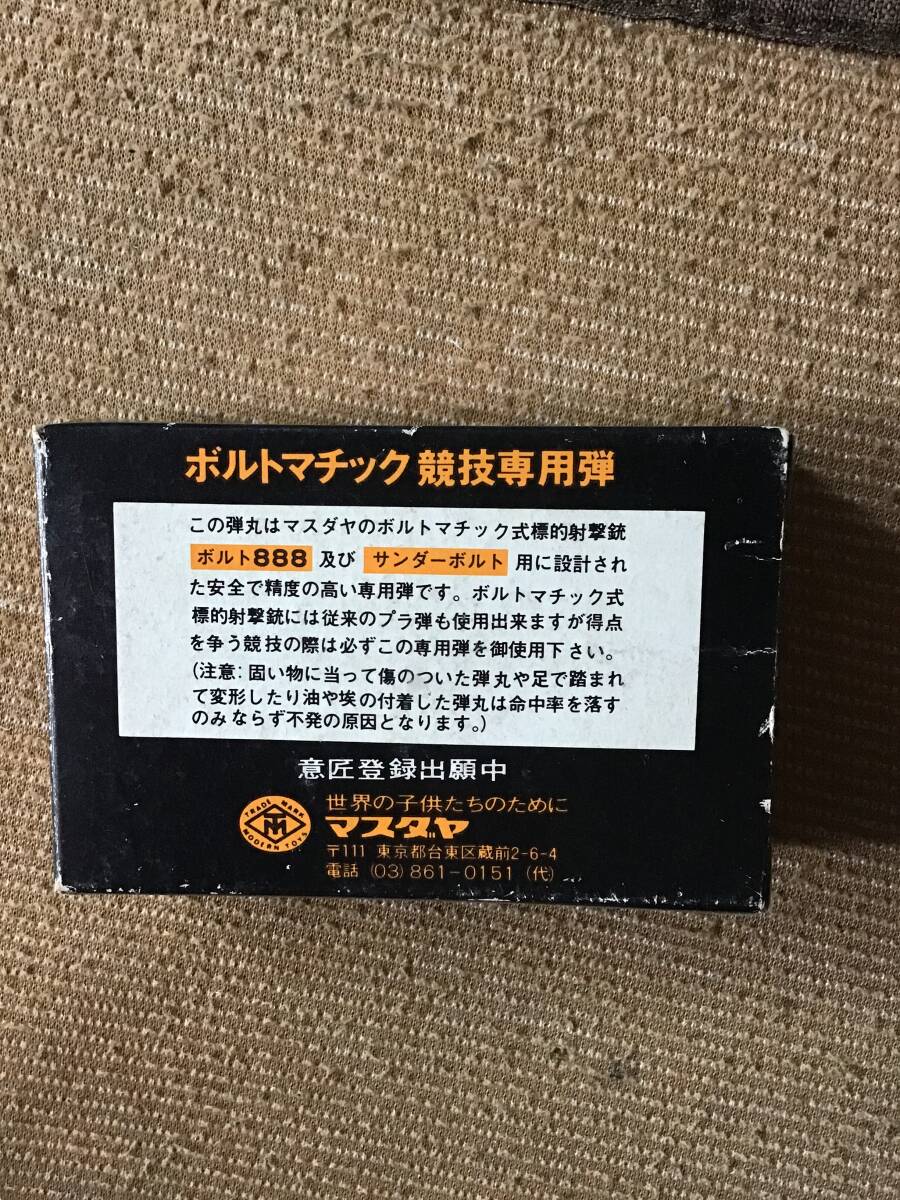 ボルトマチック競技専用弾
この弾丸はマスダヤのボルトマチック式標的射撃銃
ボルト888 及び サンダーボルト 用に設計され
た安全で精度の高い専用弾です。ボルトマチック式
標的射撃銃には従来のプラ弾も使用出来ますが得点
を争う競技の際は必ずこの専用弾を御使用下さい。
(注意:固い物に当って傷のついた弾丸や足で踏まれ
て変形したり油や埃の付着した弾丸は命中率を落す
のみならず不発の原因となります。)
意匠登録出願中
TRADE MARK
TM
MODERN TOYS
世界の子供たちのために
マスダヤ
〒111 東京都台東区蔵前2-6-4
電話 (03) 861-0151 (代)